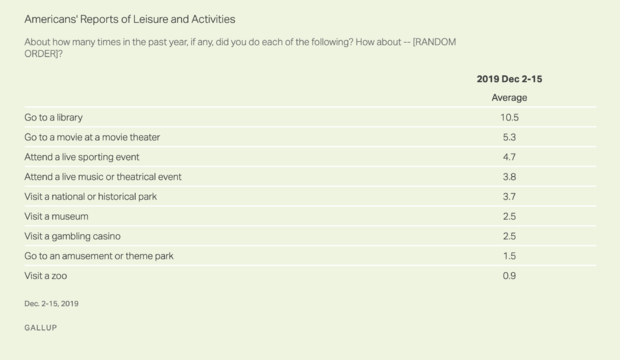 Americans' Reports of Leisure and Activities
About how many times in the past year, if any, did you do each of the following? How about -- [RANDOM
ORDER]?
2019 Dec 2-15
Average
Go to a library 10.5
Go to a movie at a movie theater 5.3
Attend a live sporting event 4.7
Attend a live music or theatrical event 3.8
Visit a national or historical park 3.7
Visit a museum 2.5
Visit a gambling casino 2.5
Go to an amusement or theme park 1.5
Visit a zoo 0.9
Dec. 2-15, 2019
GALLUP